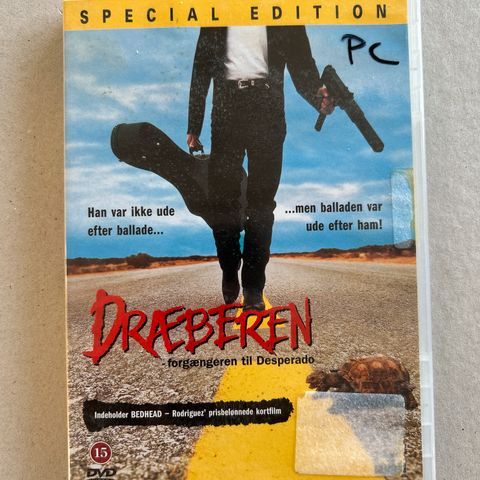 SPECIAL EDITION
PC
Han var ikke ude
efter ballade...
...men balladen var
ude efter ham!
DRÆBEREN
- forgængeren til Desperado
Indeholder BEDHEAD – Rodriguez' prisbelønnede kortfilm
15
DVD